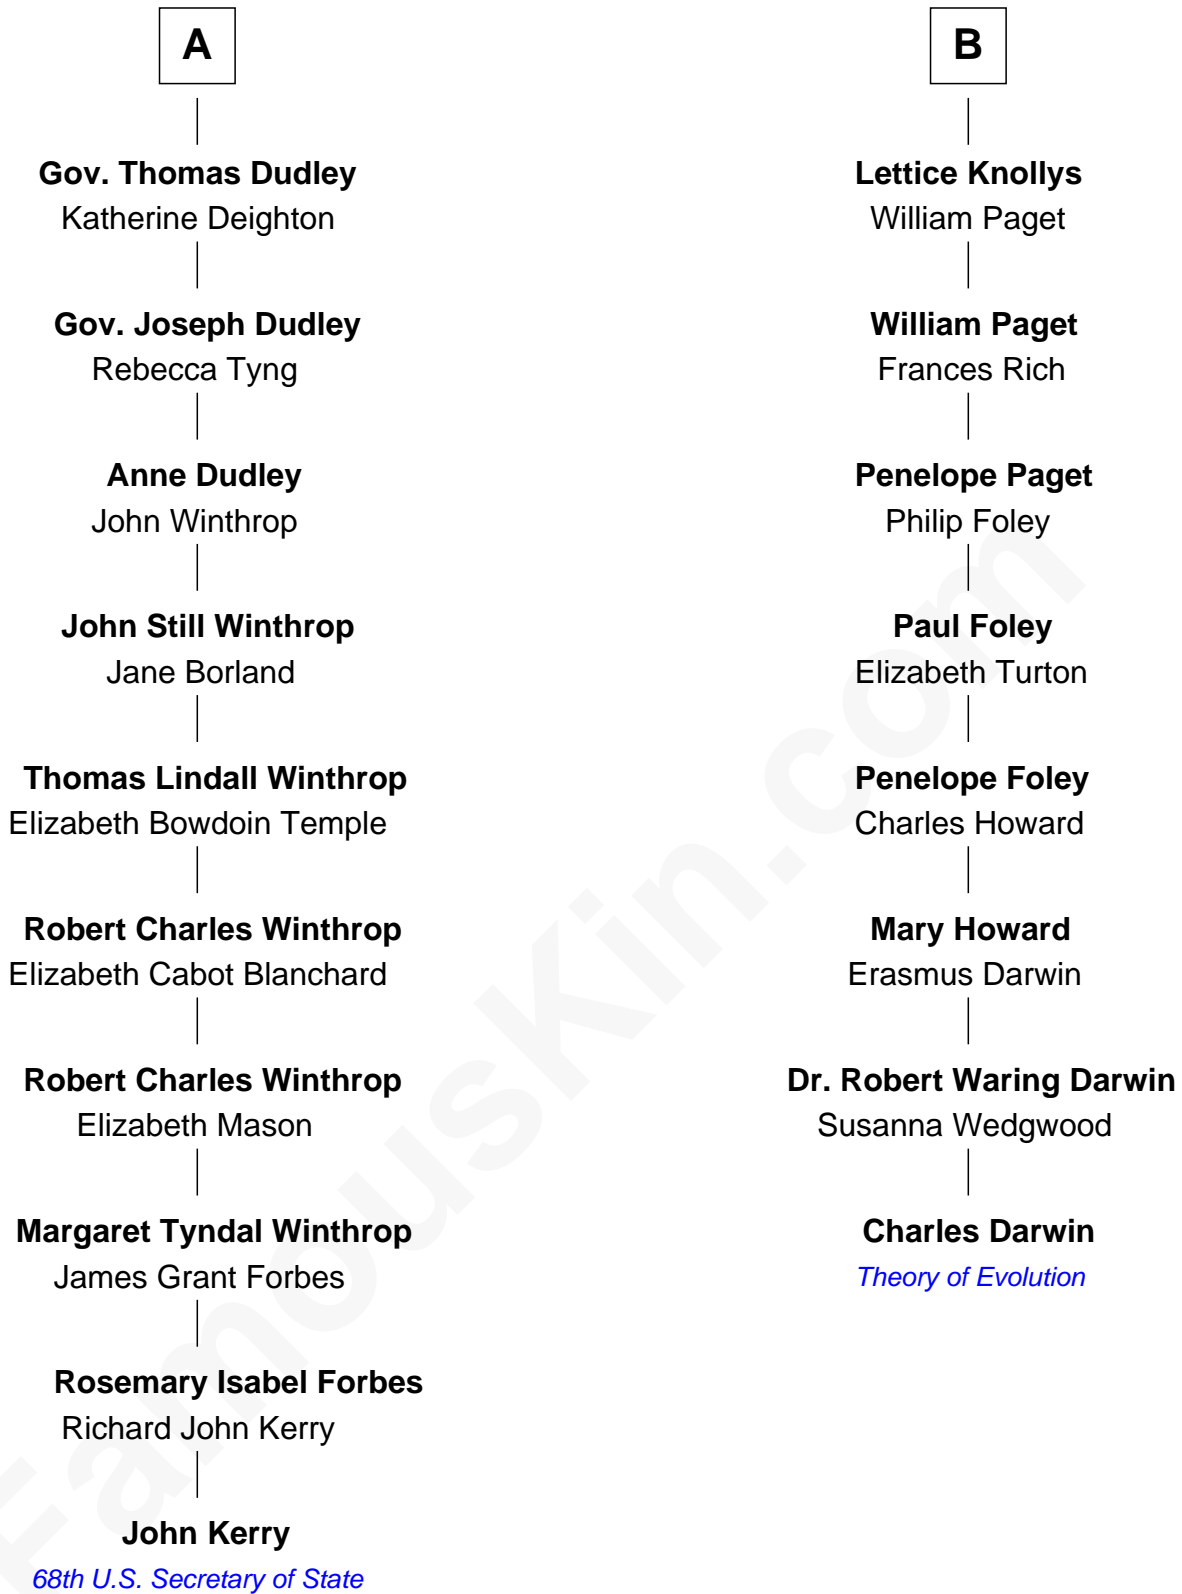 A
Gov. Thomas Dudley
Katherine Deighton
Gov. Joseph Dudley
Rebecca Tyng
Anne Dudley
John Winthrop
John Still Winthrop
Jane Borland
Thomas Lindall Winthrop
Elizabeth Bowdoin Temple
Robert Charles Winthrop
Elizabeth Cabot Blanchard
Robert Charles Winthrop
Elizabeth Mason
Margaret Tyndal Winthrop
James Grant Forbes
Rosemary Isabel Forbes
Richard John Kerry
John Kerry
68th U.S. Secretary of State
B
Lettice Knollys
William Paget
William Paget
Frances Rich
Penelope Paget
Philip Foley
Paul Foley
Elizabeth Turton
Penelope Foley
Charles Howard
Mary Howard
Erasmus Darwin
Dr. Robert Waring Darwin
Susanna Wedgwood
Charles Darwin
Theory of Evolution
FamousKin.com